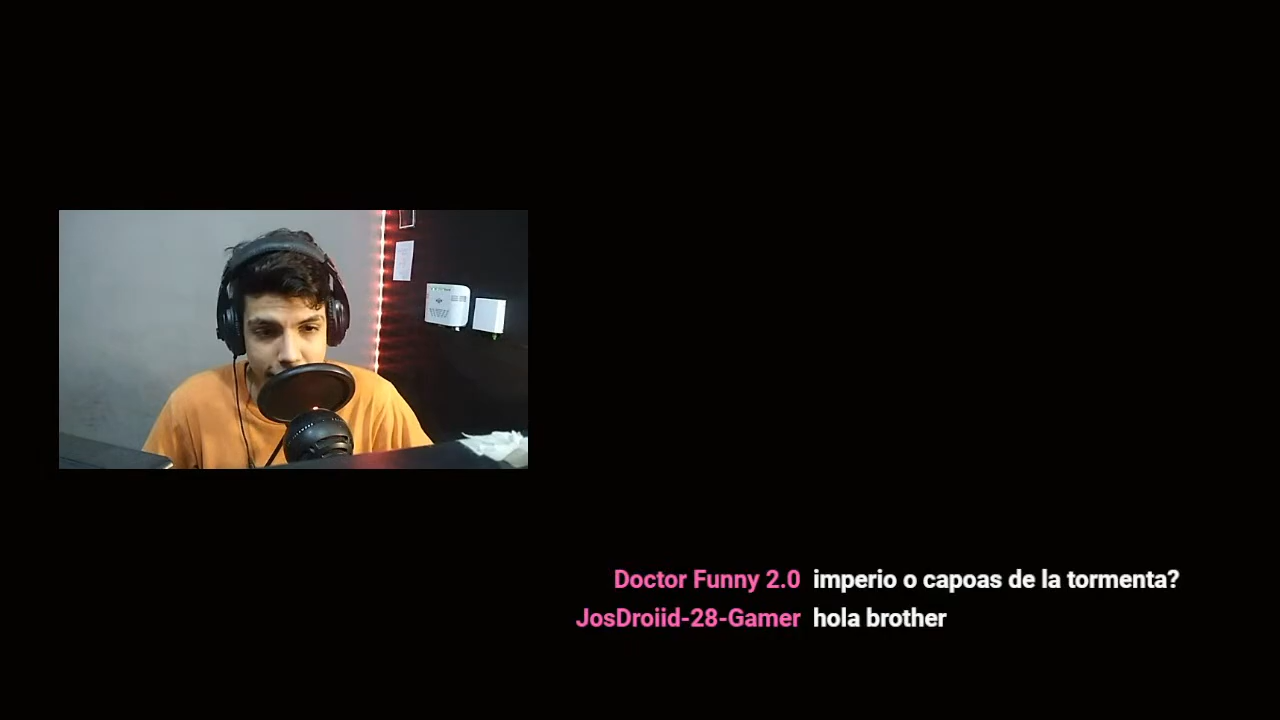 Doctor Funny 2.0 imperio o capoas de la tormenta?
JosDroiid-28-Gamer hola brother